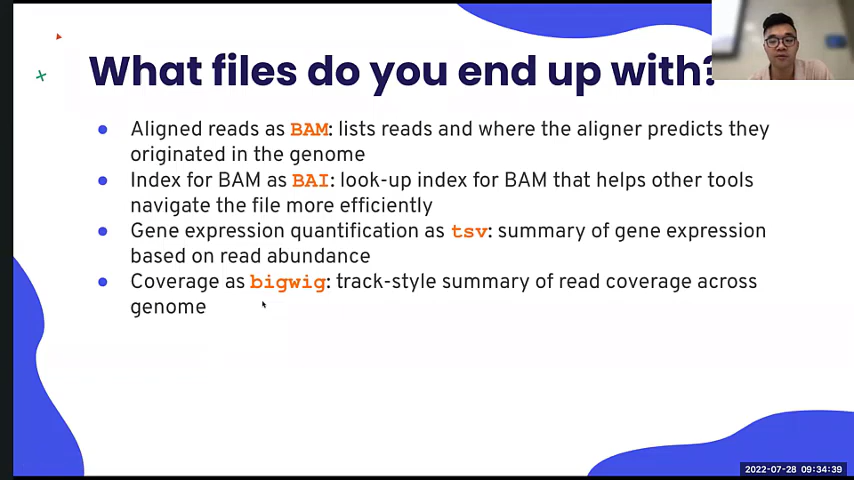 What files do you end up with?
Aligned reads as BAM: lists reads and where the aligner predicts they
originated in the genome
Index for BAM as BAI: look-up index for BAM that helps other tools
navigate the file more efficiently
Gene expression quantification as tsv: summary of gene expression
based on read abundance
Coverage as bigwig: track-style summary of read coverage across
genome
2022-07-28 09:34:39